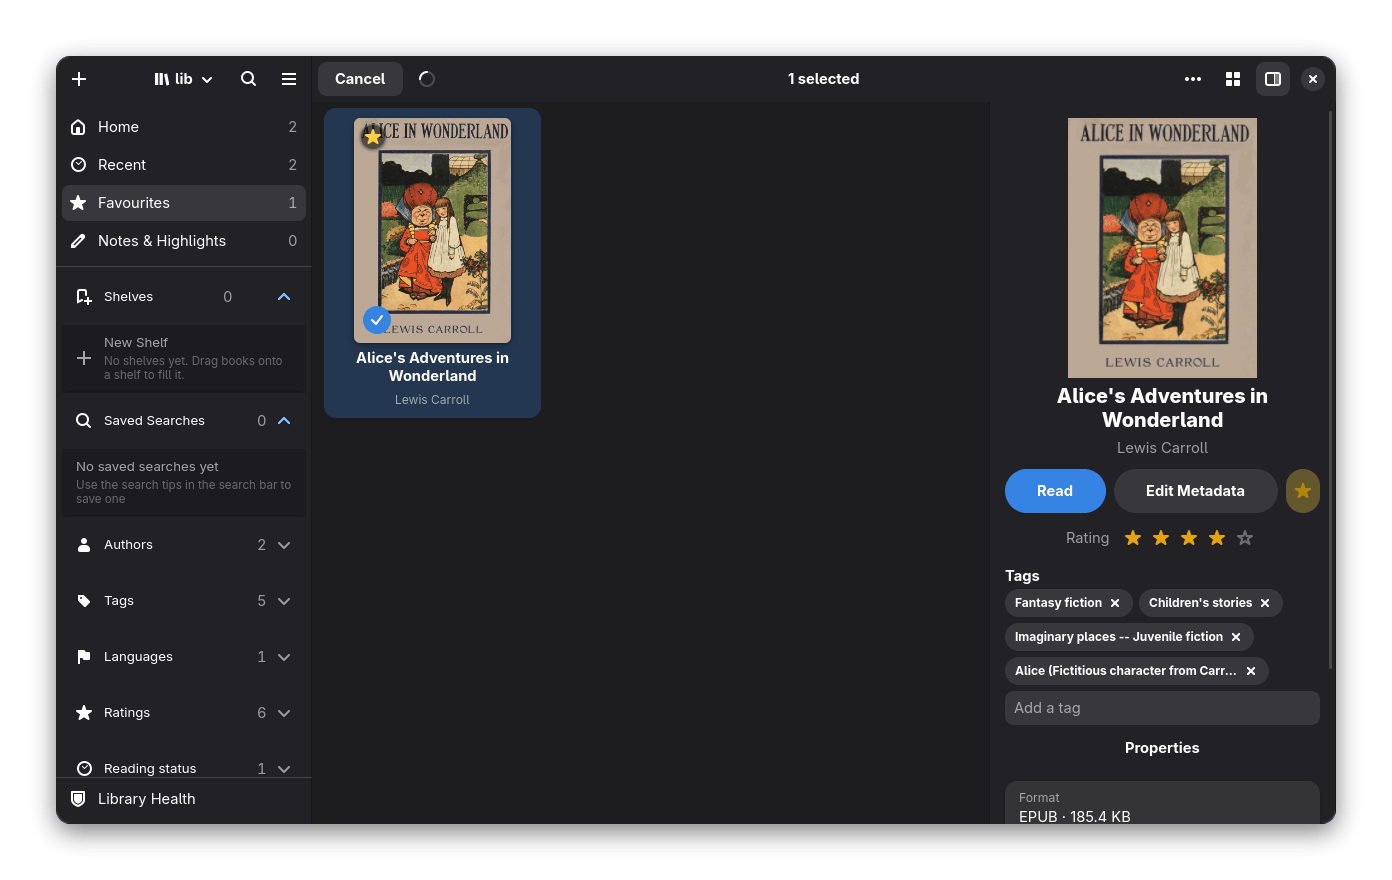 lib
Cancel
1 selected
Home 2
Recent 2
Favourites 1
Notes & Highlights 0
Shelves 0
New Shelf
No shelves yet. Drag books onto
a shelf to fill it.
Saved Searches 0
No saved searches yet
Use the search tips in the search bar to
save one
Authors 2
Tags 5
Languages 1
Ratings 6
Reading status 1
Library Health
ALICE IN WONDERLAND
LEWIS CARROLL
Alice's Adventures in
Wonderland
Lewis Carroll
ALICE IN WONDERLAND
LEWIS CARROLL
Alice's Adventures in
Wonderland
Lewis Carroll
Read
Edit Metadata
Rating
Tags
Fantasy fiction
Children's stories
Imaginary places -- Juvenile fiction
Alice (Fictitious character from Carr...
Add a tag
Properties
Format
EPUB · 185.4 KB